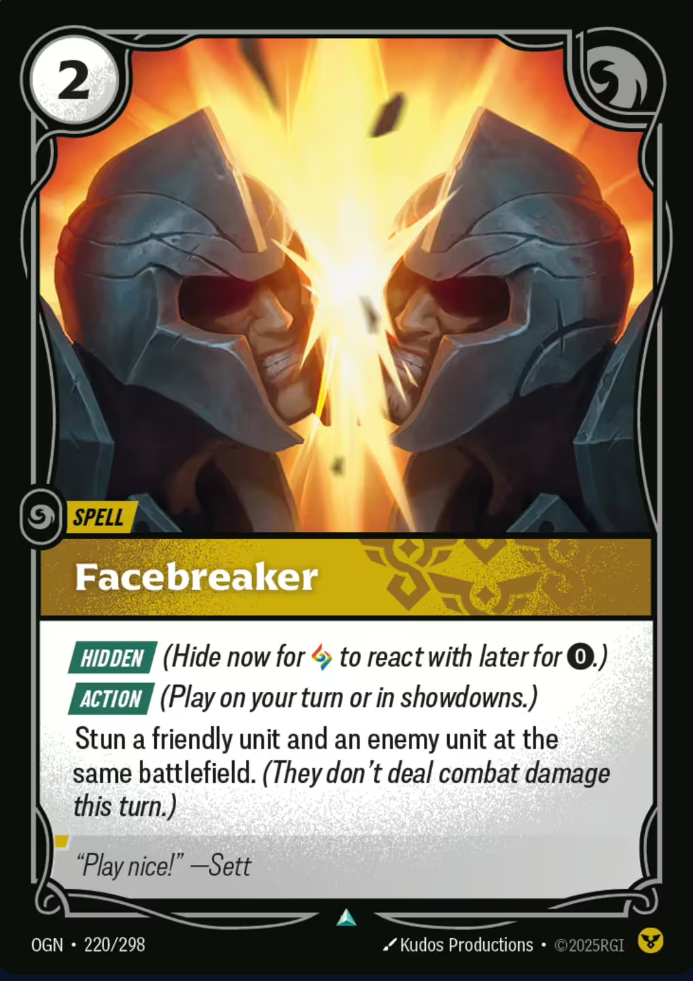 2
SPELL
Facebreaker
HIDDEN (Hide now for to react with later for 0.)
ACTION (Play on your turn or in showdowns.)
Stun a friendly unit and an enemy unit at the
same battlefield. (They don't deal combat damage
this turn.)
"Play nice!" —Sett
OGN • 220/298
Kudos Productions • ©2025RGI